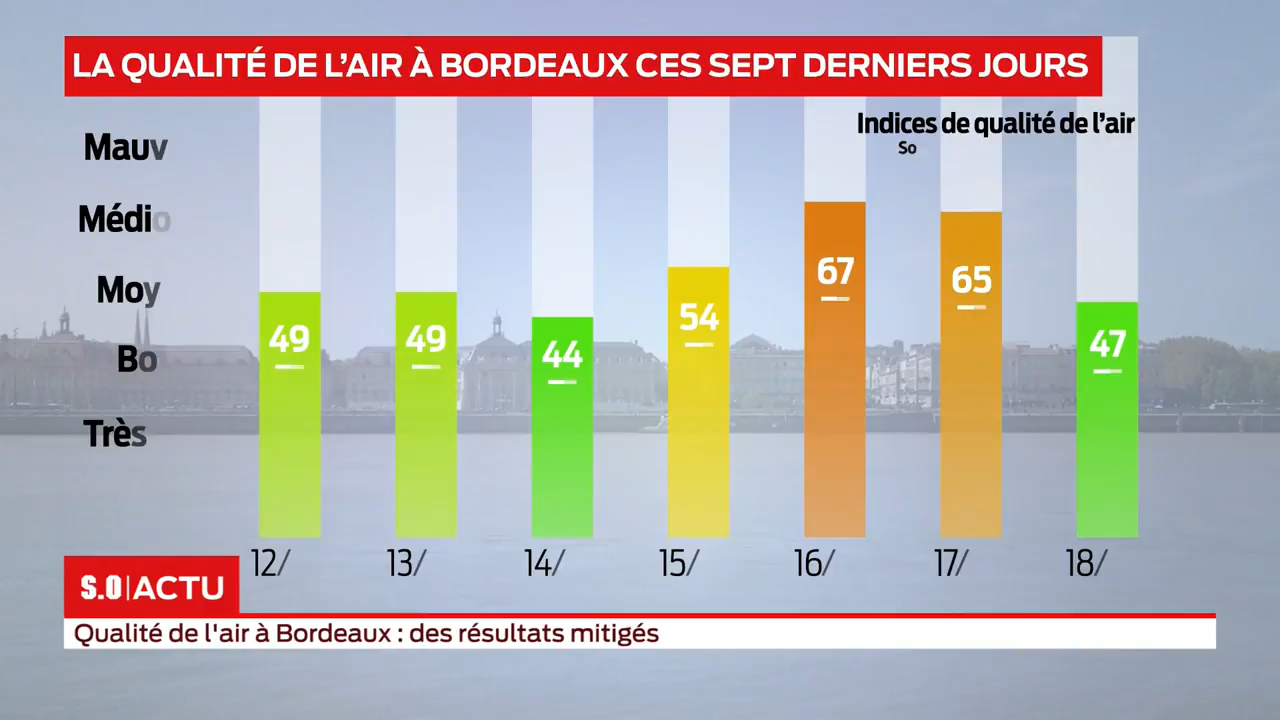 LA QUALITÉ DE L'AIR À BORDEAUX CES SEPT DERNIERS JOURS
Indices de qualité de l'air
So
Mauv
Médio
Moy
Bo
Très
49
49
44
54
67
65
47
12/
13/
14/
15/
16/
17/
18/
S.O|ACTU
Qualité de l'air à Bordeaux : des résultats mitigés